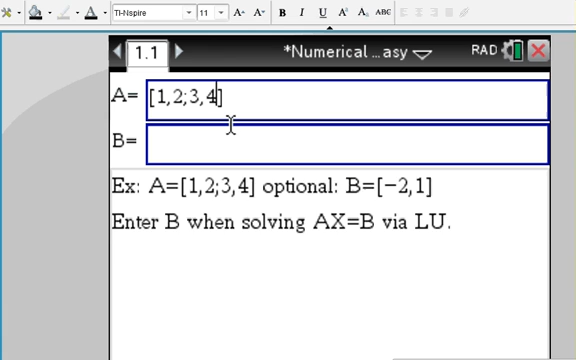 TI-Nspire 11 A+ A- B I U A ABC
1.1 *Numerical ...asy RAD
A= [1,2;3,4]
B=
Ex: A=[1,2;3,4] optional: B=[−2,1]
Enter B when solving AX=B via LU.